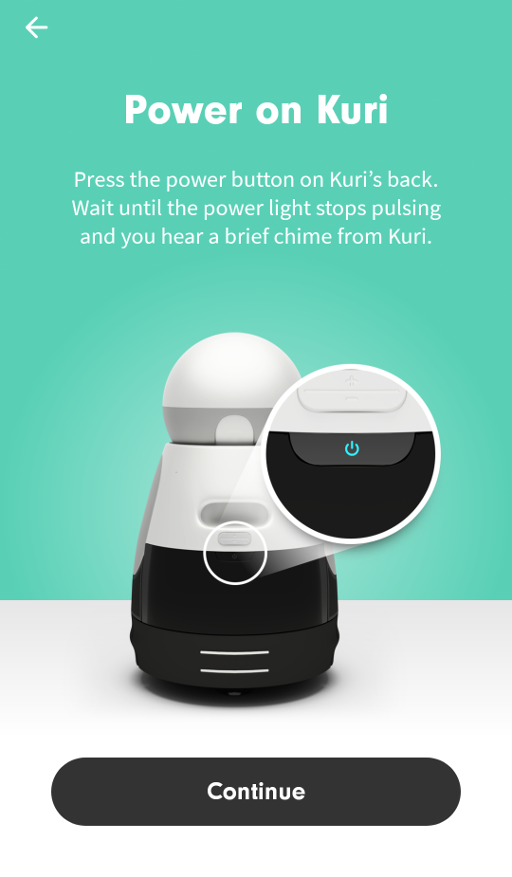 Power on Kuri
Press the power button on Kuri’s back.
Wait until the power light stops pulsing
and you hear a brief chime from Kuri.
Continue